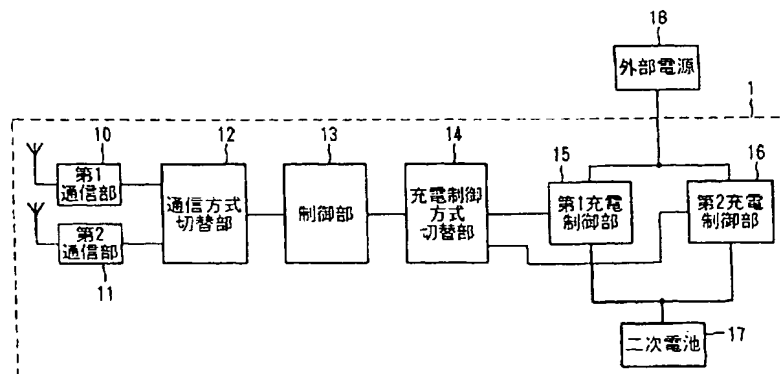 18
外部電源
1
10
第1
通信部
第2
通信部
11
12
通信方式
切替部
13
制御部
14
充電制御
方式
切替部
15
第1充電
制御部
16
第2充電
制御部
二次電池
17